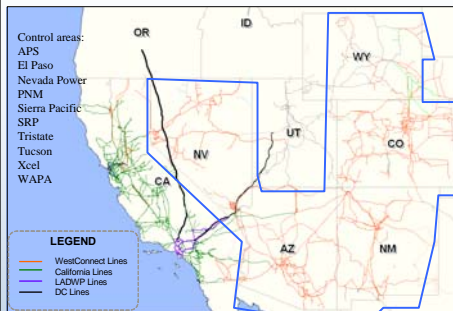 Control areas:
APS
El Paso
Nevada Power
PNM
Sierra Pacific
SRP
Tristate
Tucson
Xcel
WAPA
OR
ID
WY
NV
UT
CO
CA
AZ
NM
LEGEND
WestConnect Lines
California Lines
LADWP Lines
DC Lines